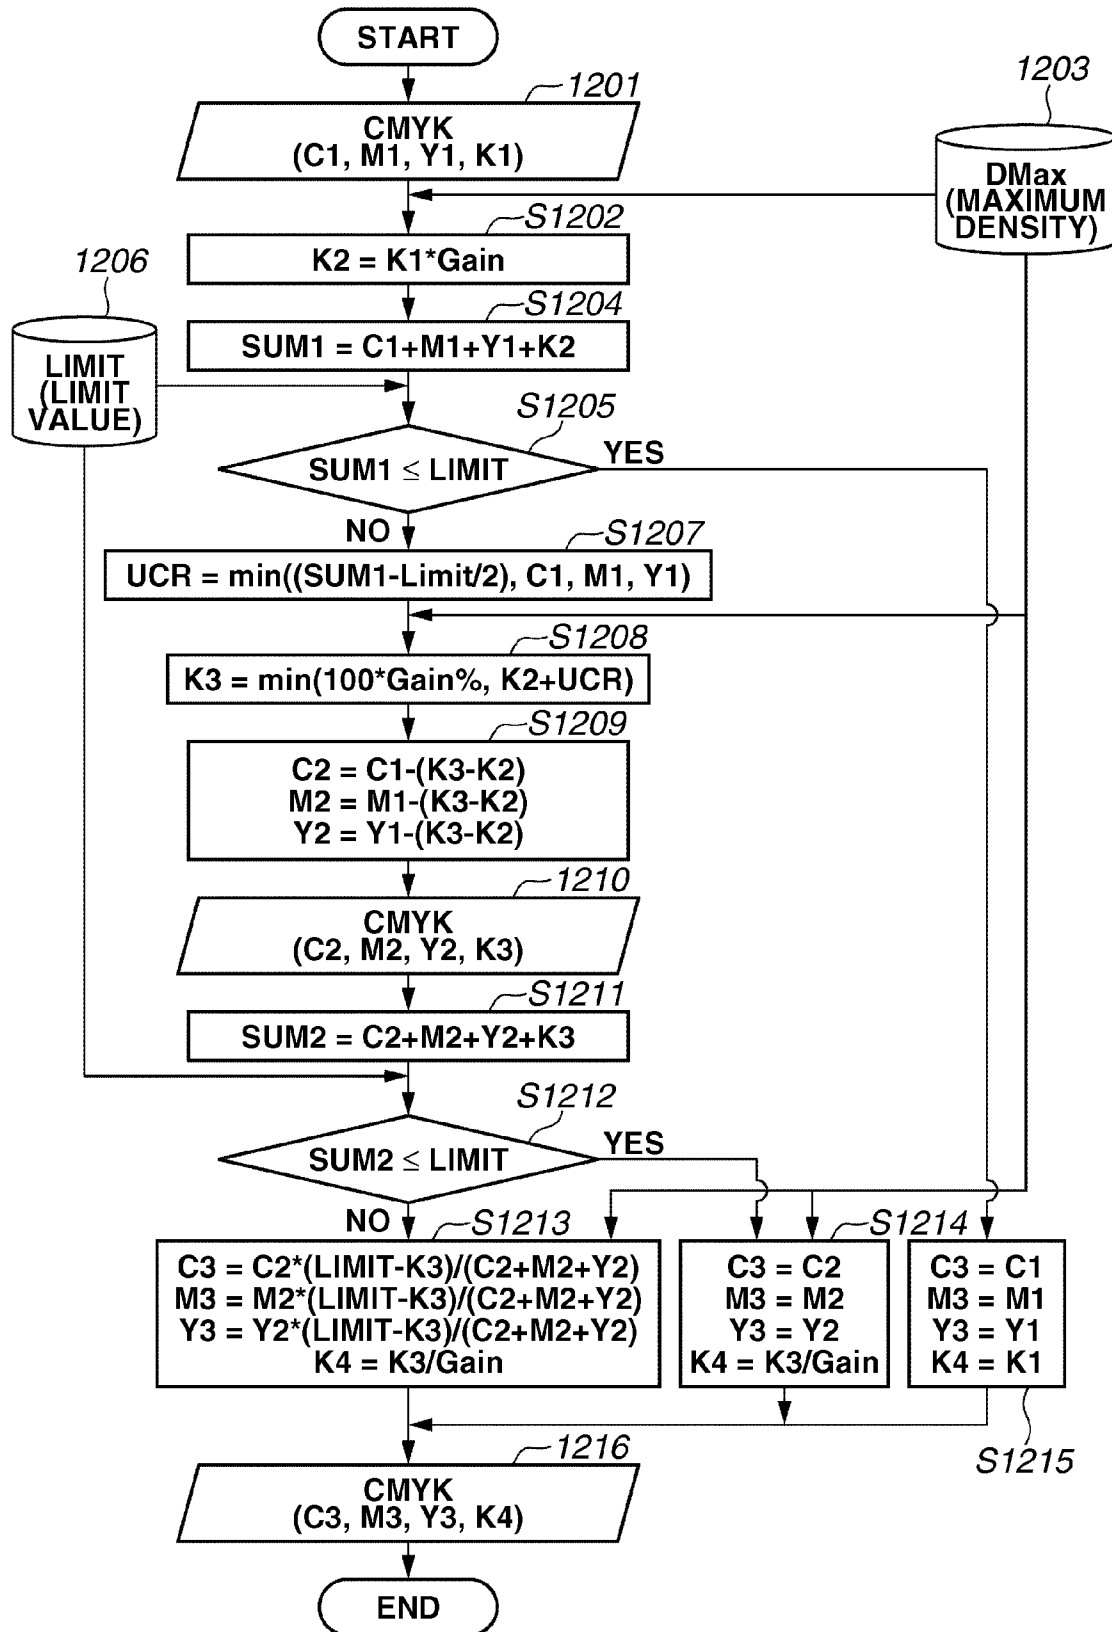 START
1201
CMYK
(C1, M1, Y1, K1)
1203
DMax
(MAXIMUM
DENSITY)
S1202
K2 = K1*Gain
1206
LIMIT
(LIMIT
VALUE)
S1204
SUM1 = C1+M1+Y1+K2
S1205
SUM1 ≤ LIMIT
YES
NO
S1207
UCR = min((SUM1-Limit/2), C1, M1, Y1)
S1208
K3 = min(100*Gain%, K2+UCR)
S1209
C2 = C1-(K3-K2)
M2 = M1-(K3-K2)
Y2 = Y1-(K3-K2)
1210
CMYK
(C2, M2, Y2, K3)
S1211
SUM2 = C2+M2+Y2+K3
S1212
SUM2 ≤ LIMIT
YES
NO
S1213
C3 = C2*(LIMIT-K3)/(C2+M2+Y2)
M3 = M2*(LIMIT-K3)/(C2+M2+Y2)
Y3 = Y2*(LIMIT-K3)/(C2+M2+Y2)
K4 = K3/Gain
S1214
C3 = C2
M3 = M2
Y3 = Y2
K4 = K3/Gain
C3 = C1
M3 = M1
Y3 = Y1
K4 = K1
S1215
1216
CMYK
(C3, M3, Y3, K4)
END